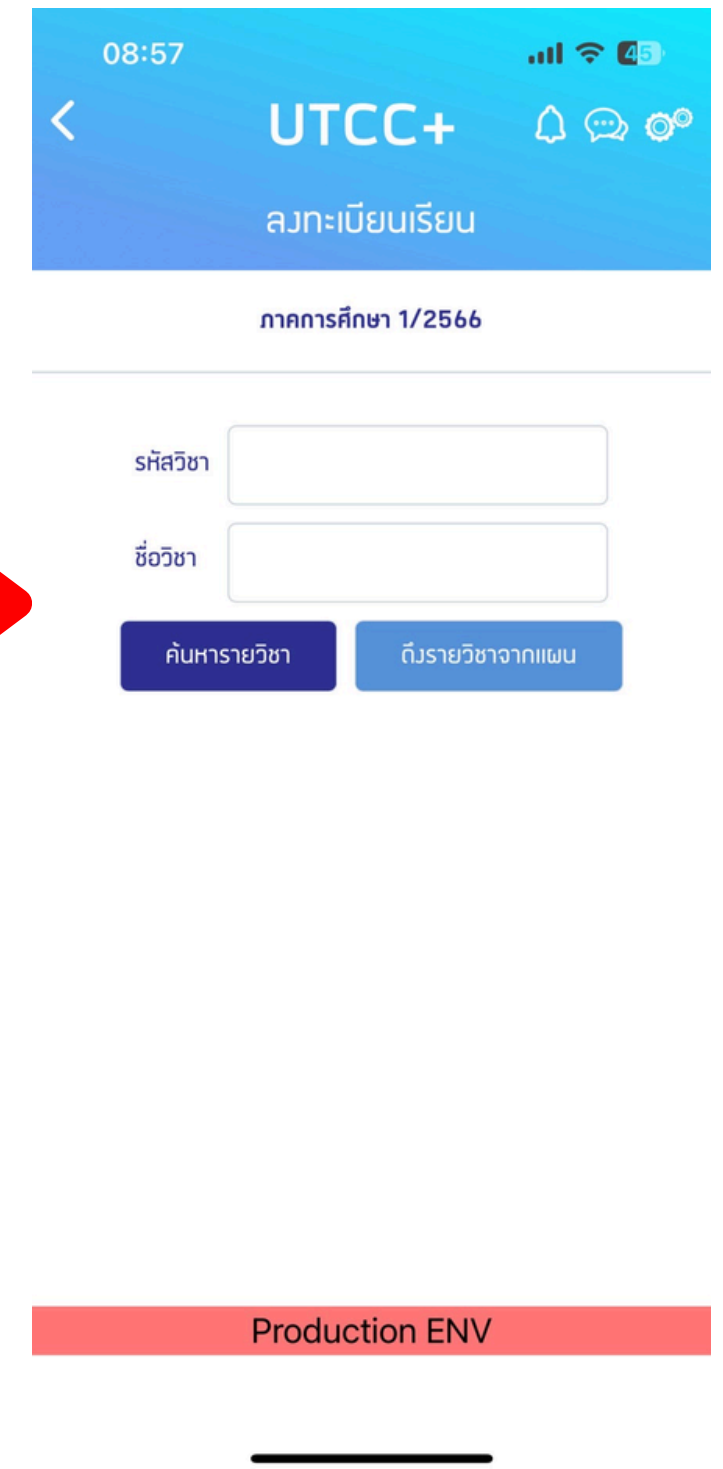 08:57 45
UTCC+
ลงทะเบียนเรียน
ภาคการศึกษา 1/2566
รหัสวิชา
ชื่อวิชา
ค้นหารายวิชา ดึงรายวิชาจากแผน
Production ENV